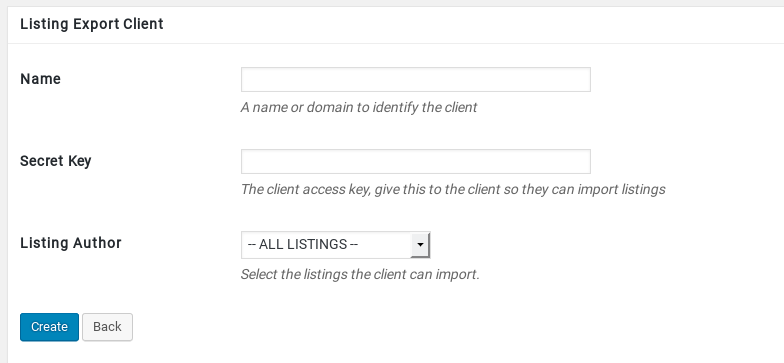 Listing Export Client
Name
A name or domain to identify the client
Secret Key
The client access key, give this to the client so they can import listings
Listing Author
-- ALL LISTINGS --
Select the listings the client can import.
Create Back